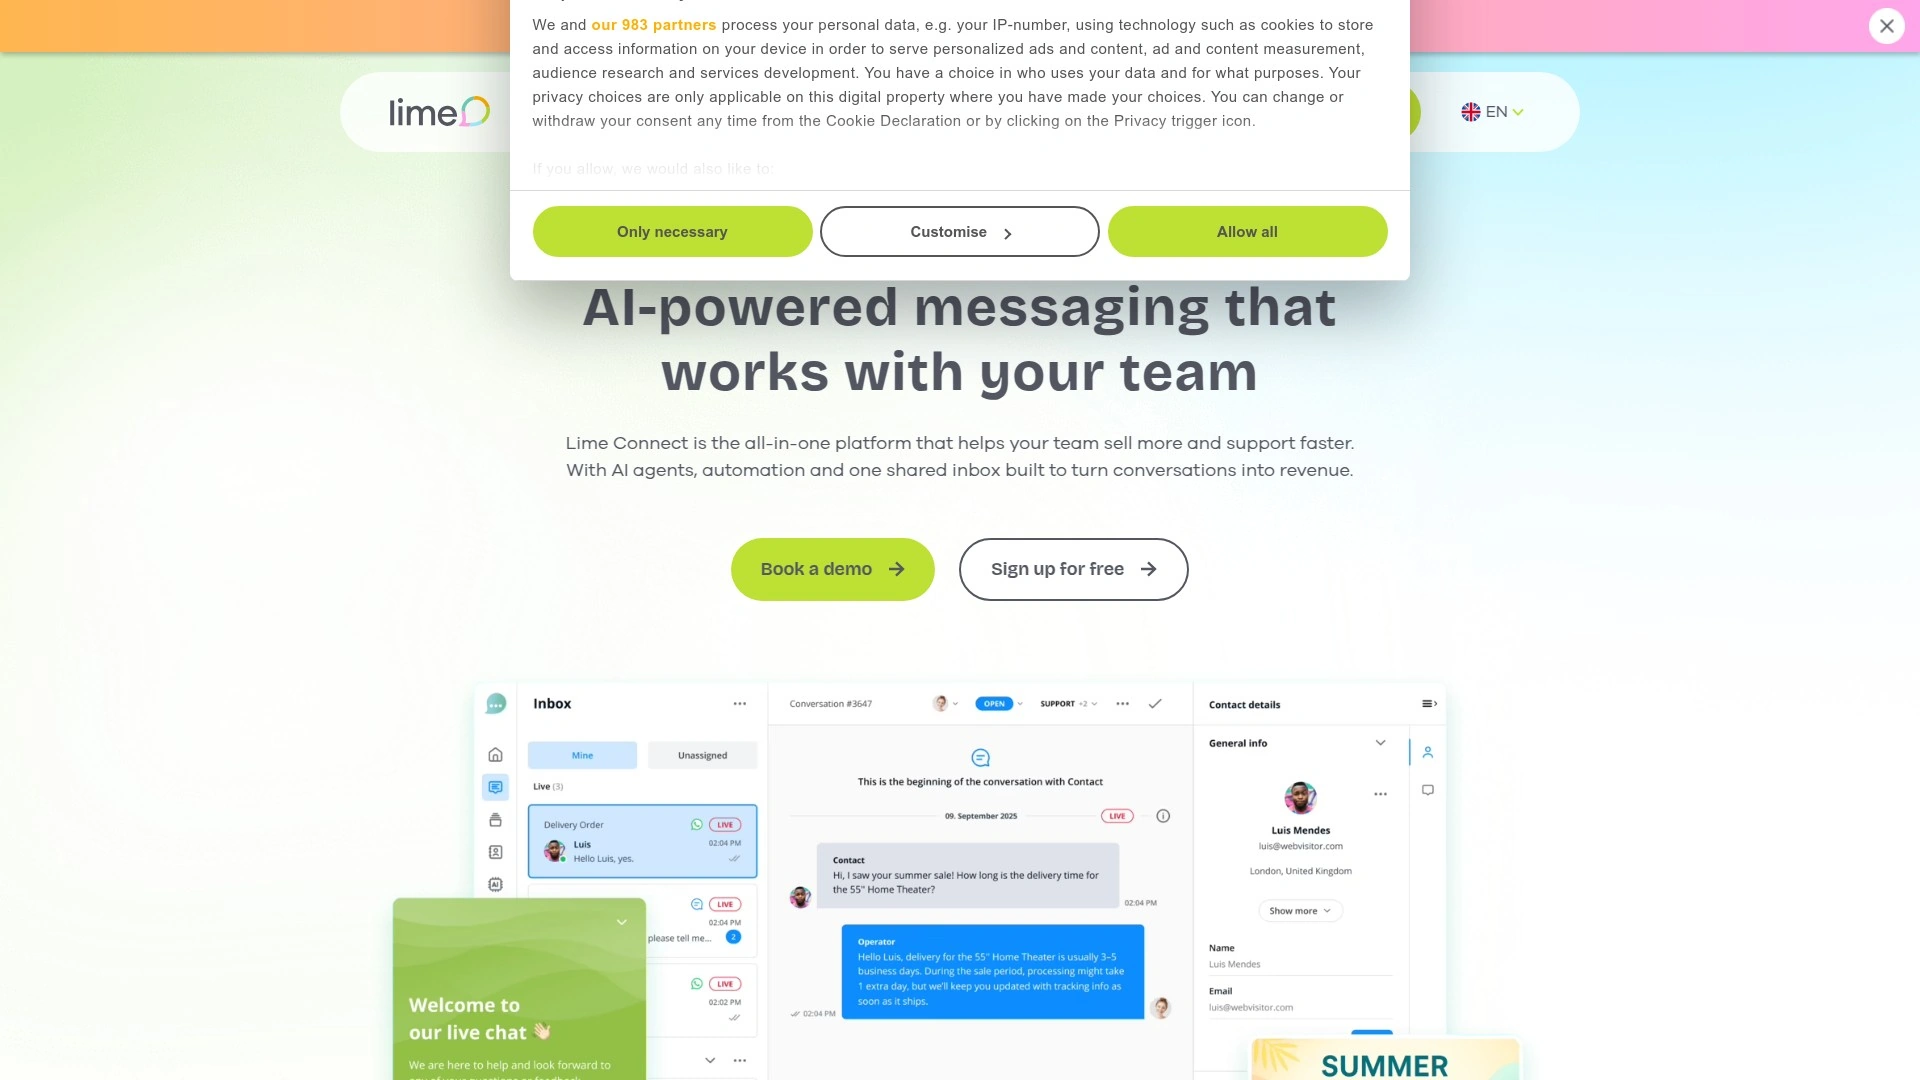 We and our 983 partners process your personal data, e.g. your IP-number, using technology such as cookies to store
and access information on your device in order to serve personalized ads and content, ad and content measurement,
audience research and services development. You have a choice in who uses your data and for what purposes. Your
privacy choices are only applicable on this digital property where you have made your choices. You can change or
withdraw your consent any time from the Cookie Declaration or by clicking on the Privacy trigger icon.
If you allow, we would also like to:
Only necessary
Customise
Allow all
lime
EN
AI-powered messaging that
works with your team
Lime Connect is the all-in-one platform that helps your team sell more and support faster.
With AI agents, automation and one shared inbox built to turn conversations into revenue.
Book a demo
Sign up for free
Inbox
Mine
Unassigned
Live (3)
Delivery Order
LIVE
Luis
02:04 PM
Hello Luis, yes.
LIVE
02:04 PM
please tell me...
2
LIVE
02:02 PM
AI
Welcome to
our live chat 👋🏻
We are here to help and look forward to
Conversation #3647
OPEN
SUPPORT +2
This is the beginning of the conversation with Contact
09. September 2025
LIVE
Contact
Hi, I saw your summer sale! How long is the delivery time for
the 55" Home Theater?
02:04 PM
Operator
Hello Luis, delivery for the 55" Home Theater is usually 3–5
business days. During the sale period, processing might take
1 extra day, but we'll keep you updated with tracking info as
soon as it ships.
02:04 PM
Contact details
General info
Luis Mendes
luis@webvisitor.com
London, United Kingdom
Show more
Name
Luis Mendes
Email
luis@webvisitor.com
SUMMER